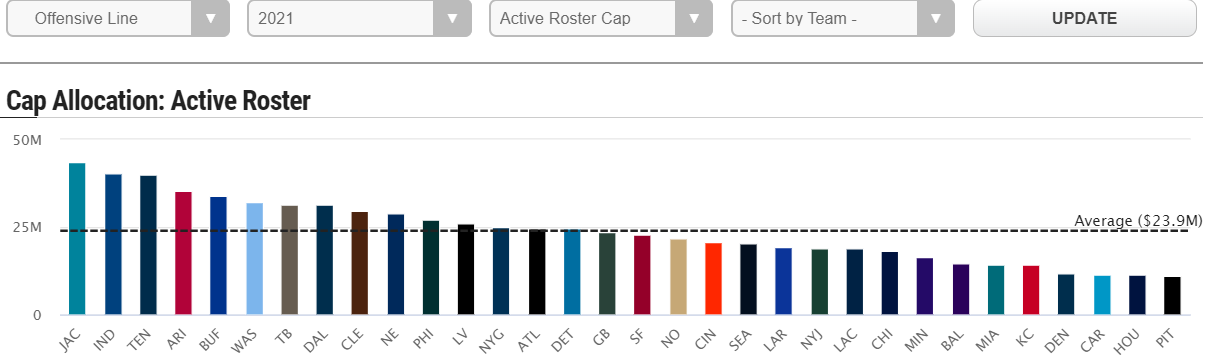 Offensive Line ▼ 2021 ▼ Active Roster Cap ▼ - Sort by Team - ▼ UPDATE
Cap Allocation: Active Roster
50M
Average ($23.9M)
25M
0
JAC IND TEN ARI BUF WAS TB DAL CLE NE PHI LV NYG ATL DET GB SF NO CIN SEA LAR NYJ LAC CHI MIN BAL MIA KC DEN CAR HOU PIT